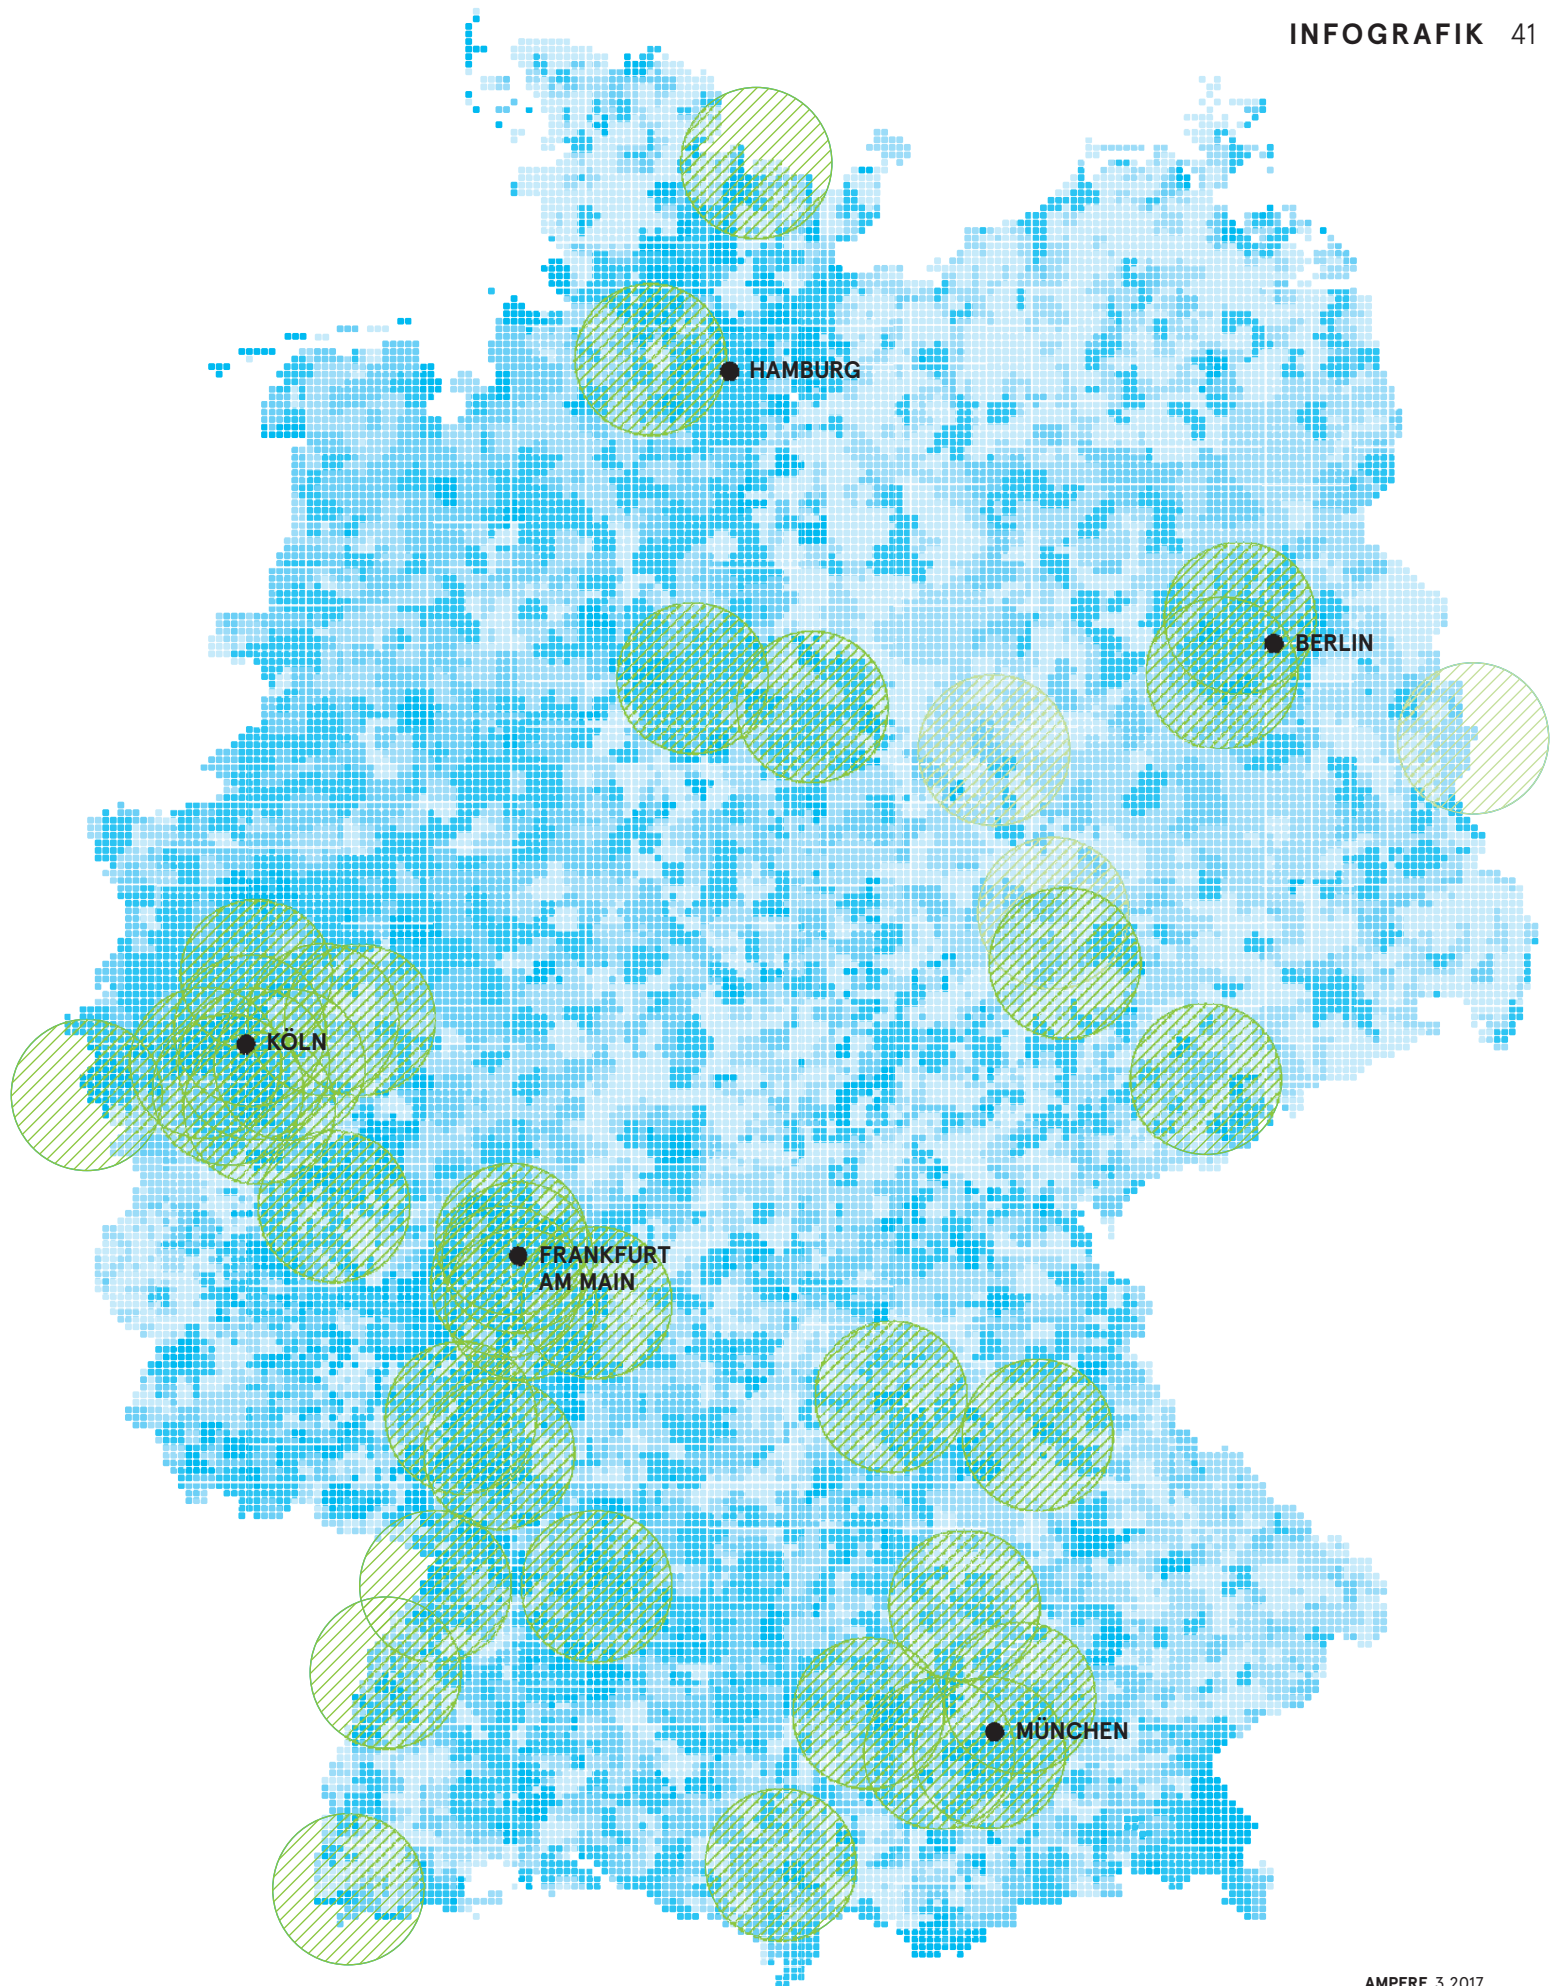 INFOGRAFIK 41
HAMBURG
BERLIN
KÖLN
FRANKFURT
AM MAIN
MÜNCHEN
AMPERE 3.2017